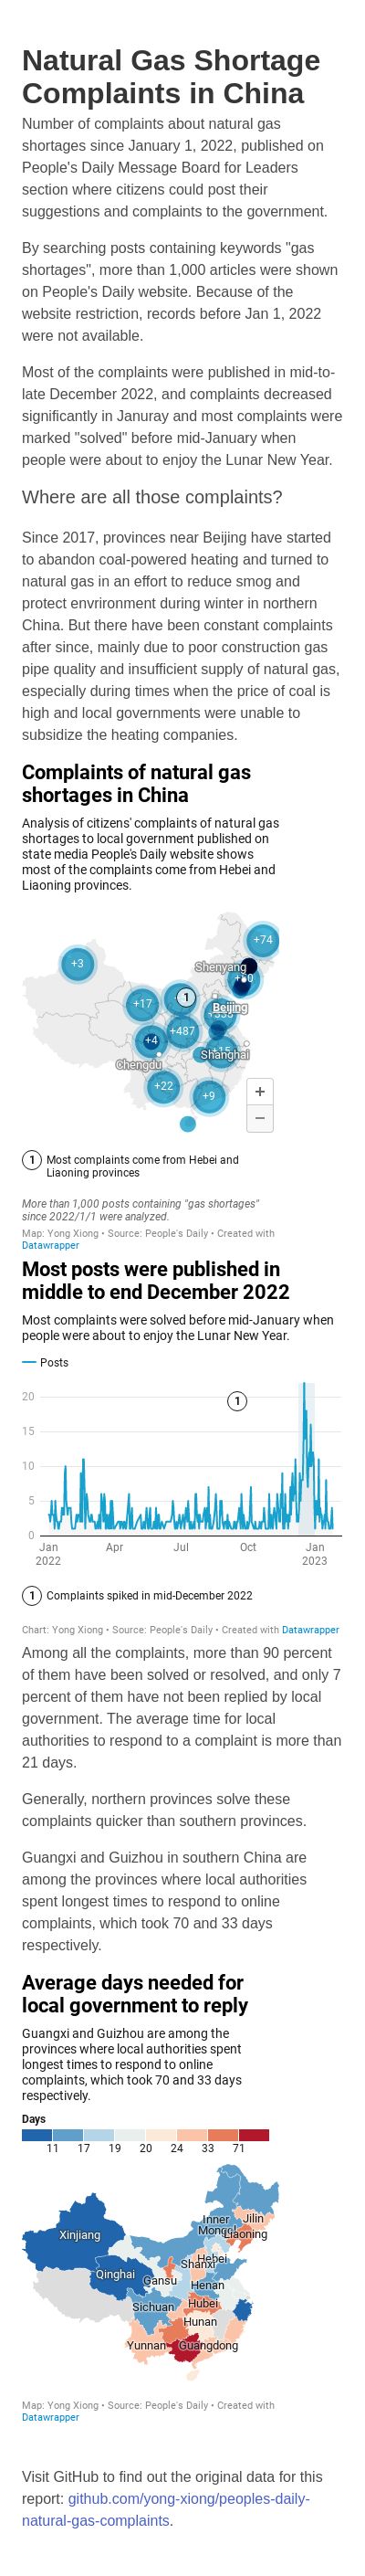 Natural Gas Shortage
Complaints in China
Number of complaints about natural gas
shortages since January 1, 2022, published on
People's Daily Message Board for Leaders
section where citizens could post their
suggestions and complaints to the government.
By searching posts containing keywords "gas
shortages", more than 1,000 articles were shown
on People's Daily website. Because of the
website restriction, records before Jan 1, 2022
were not available.
Most of the complaints were published in mid-to-
late December 2022, and complaints decreased
significantly in Januray and most complaints were
marked "solved" before mid-January when
people were about to enjoy the Lunar New Year.
Where are all those complaints?
Since 2017, provinces near Beijing have started
to abandon coal-powered heating and turned to
natural gas in an effort to reduce smog and
protect envrironment during winter in northern
China. But there have been constant complaints
after since, mainly due to poor construction gas
pipe quality and insufficient supply of natural gas,
especially during times when the price of coal is
high and local governments were unable to
subsidize the heating companies.
Complaints of natural gas
shortages in China
Analysis of citizens' complaints of natural gas
shortages to local government published on
state media People's Daily website shows
most of the complaints come from Hebei and
Liaoning provinces.
+74
+3
Shenyang
+17
1
Beijing
+487
+4
Shanghai
Chengdu
+22
+9
+
−
1 Most complaints come from Hebei and
Liaoning provinces
More than 1,000 posts containing "gas shortages"
since 2022/1/1 were analyzed.
Map: Yong Xiong • Source: People's Daily • Created with
Datawrapper
Most posts were published in
middle to end December 2022
Most complaints were solved before mid-January when
people were about to enjoy the Lunar New Year.
Posts
20
1
15
10
5
0
Jan Apr Jul Oct Jan
2022 2023
1 Complaints spiked in mid-December 2022
Chart: Yong Xiong • Source: People's Daily • Created with Datawrapper
Among all the complaints, more than 90 percent
of them have been solved or resolved, and only 7
percent of them have not been replied by local
government. The average time for local
authorities to respond to a complaint is more than
21 days.
Generally, northern provinces solve these
complaints quicker than southern provinces.
Guangxi and Guizhou in southern China are
among the provinces where local authorities
spent longest times to respond to online
complaints, which took 70 and 33 days
respectively.
Average days needed for
local government to reply
Guangxi and Guizhou are among the
provinces where local authorities spent
longest times to respond to online
complaints, which took 70 and 33 days
respectively.
Days
11 17 19 20 24 33 71
Inner Jilin
Mongol Liaoning
Xinjiang
Hebei
Shanxi
Qinghai
Gansu
Henan
Sichuan Hubei
Hunan
Yunnan Guangdong
Map: Yong Xiong • Source: People's Daily • Created with
Datawrapper
Visit GitHub to find out the original data for this
report: github.com/yong-xiong/peoples-daily-
natural-gas-complaints.